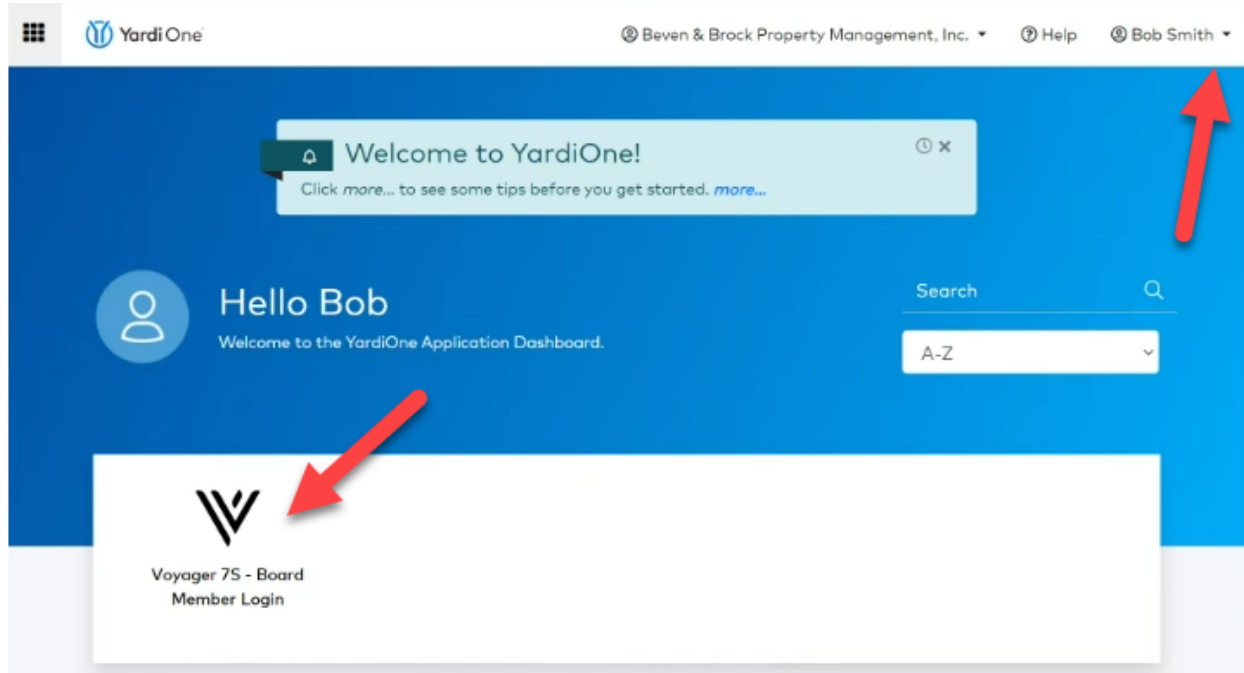 Yardi One
Beven & Brock Property Management, Inc.
Help
Bob Smith
Welcome to YardiOne!
Click more... to see some tips before you get started. more...
Hello Bob
Welcome to the YardiOne Application Dashboard.
Search
A-Z
Voyager 7S - Board
Member Login